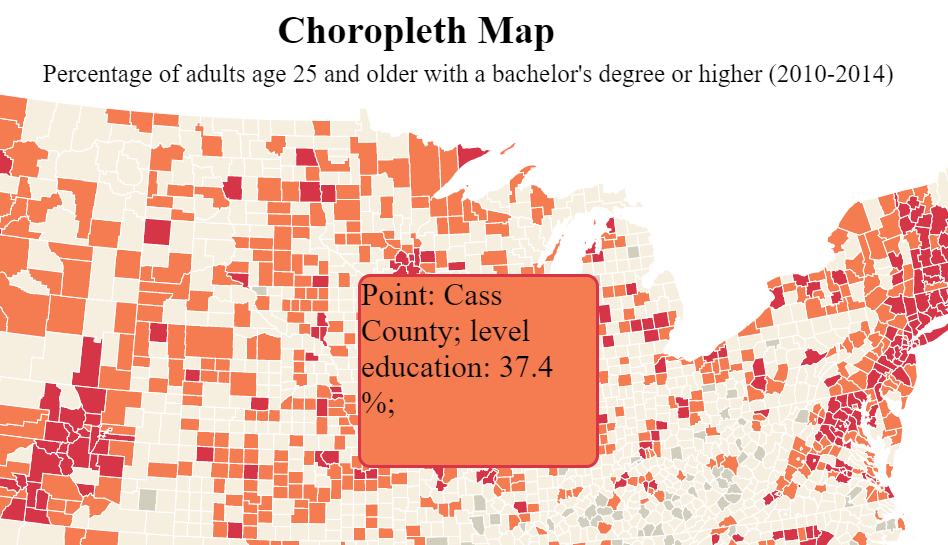 Choropleth Map
Percentage of adults age 25 and older with a bachelor's degree or higher (2010-2014)
Point: Cass
County; level
education: 37.4
%;